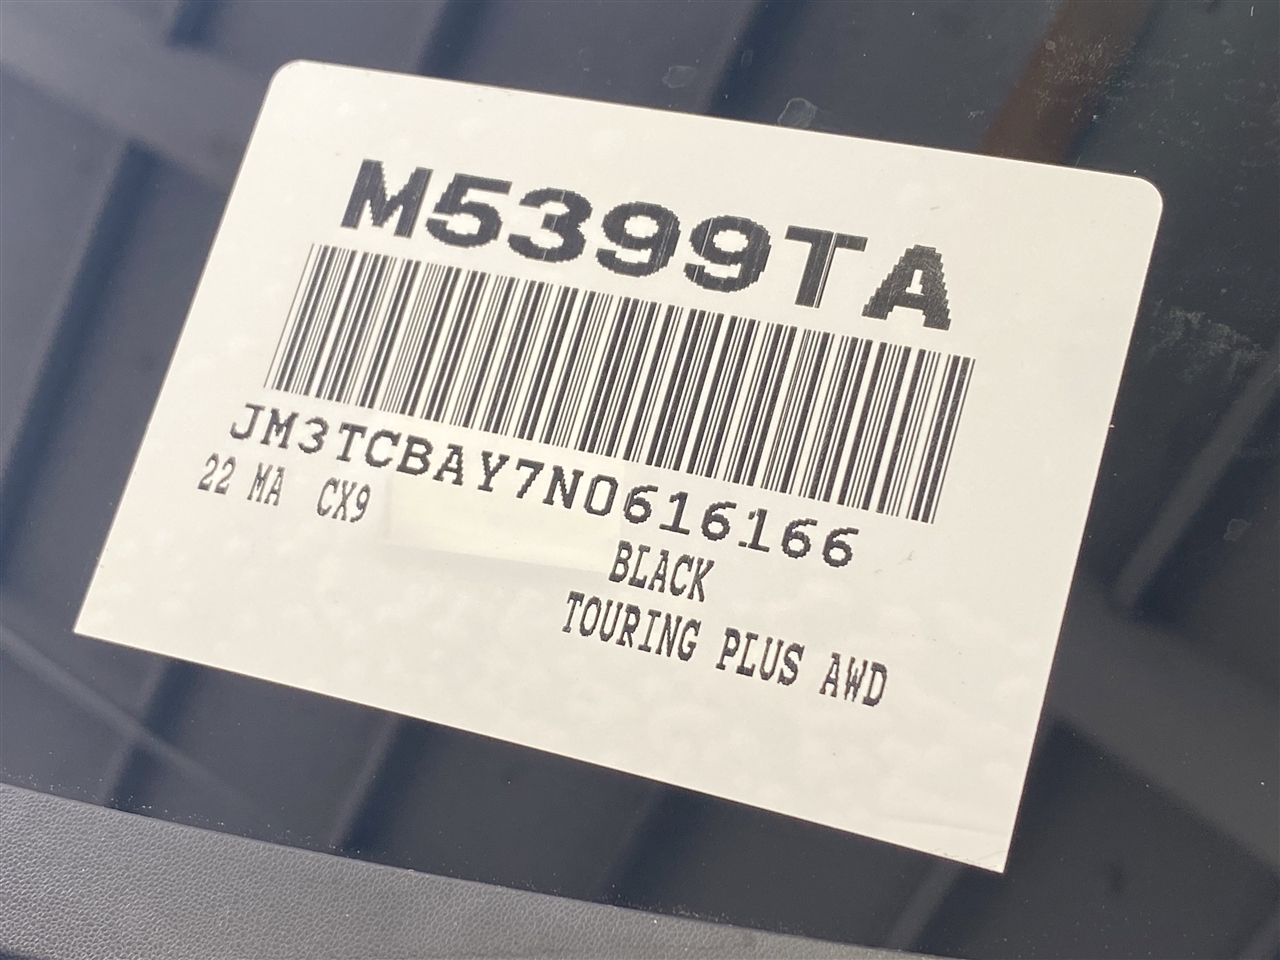 M5399TA
JM3TCBAY7N0616166
22 MA CX9
BLACK
TOURING PLUS AWD